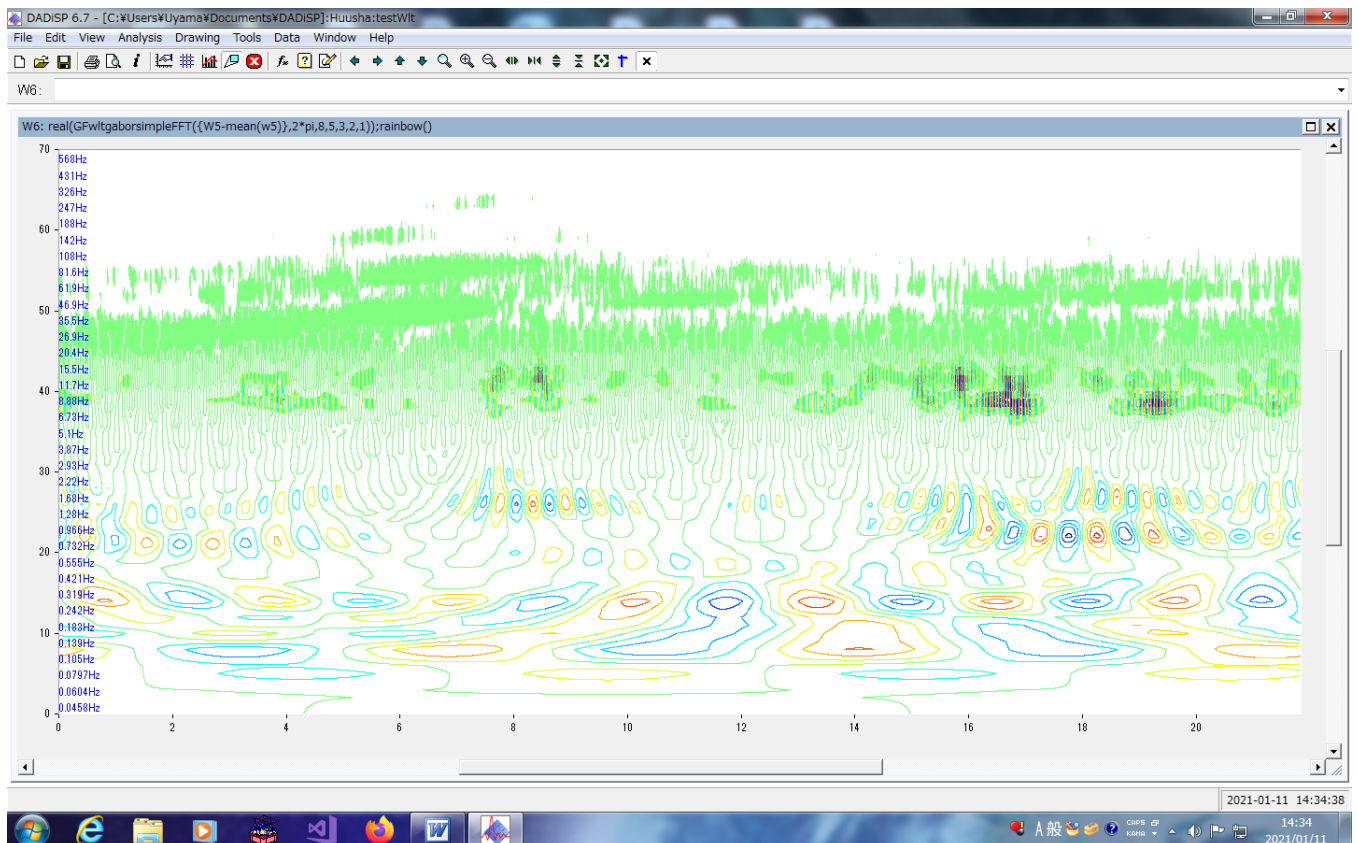 DADiSP 6.7 - [C:¥Users¥Uyama¥Documents¥DADiSP]:Huusha:testWlt
File Edit View Analysis Drawing Tools Data Window Help
W6:
W6: real(GFwltgaborsimpleFFT({W5-mean(w5)},2*pi,8,5,3,2,1));rainbow()
70
568Hz
431Hz
326Hz
247Hz
188Hz
60
142Hz
108Hz
81.6Hz
61.9Hz
46.9Hz
50
35.5Hz
26.9Hz
20.4Hz
15.5Hz
11.7Hz
40
8.88Hz
6.73Hz
5.1Hz
3.87Hz
2.93Hz
30
2.22Hz
1.68Hz
1.28Hz
0.966Hz
0.732Hz
20
0.555Hz
0.421Hz
0.319Hz
0.242Hz
0.183Hz
10
0.139Hz
0.105Hz
0.0797Hz
0.0604Hz
0.0458Hz
0
0 2 4 6 8 10 12 14 16 18 20
2021-01-11 14:34:38
A 般 CAPS KANA 14:34
2021/01/11